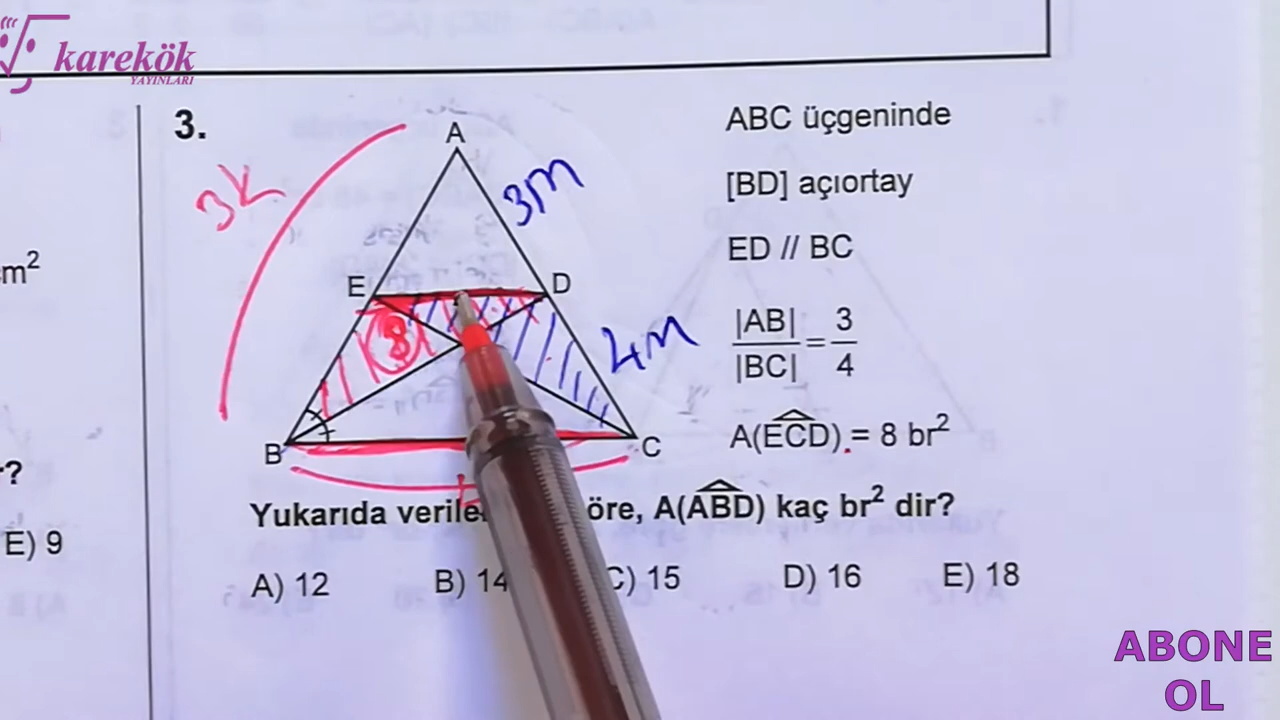 karekök
YAYINLARI
3.
ABC üçgeninde
[BD] açıortay
ED // BC
|AB| / |BC| = 3 / 4
A(ECD) = 8 br²
A
E
D
B
C
3k
3m
4m
8
Yukarıda öre, A(ABD) kaç br² dir?
A) 12 B) 14 C) 15 D) 16 E) 18
m²
?
E) 9
ABONE
OL